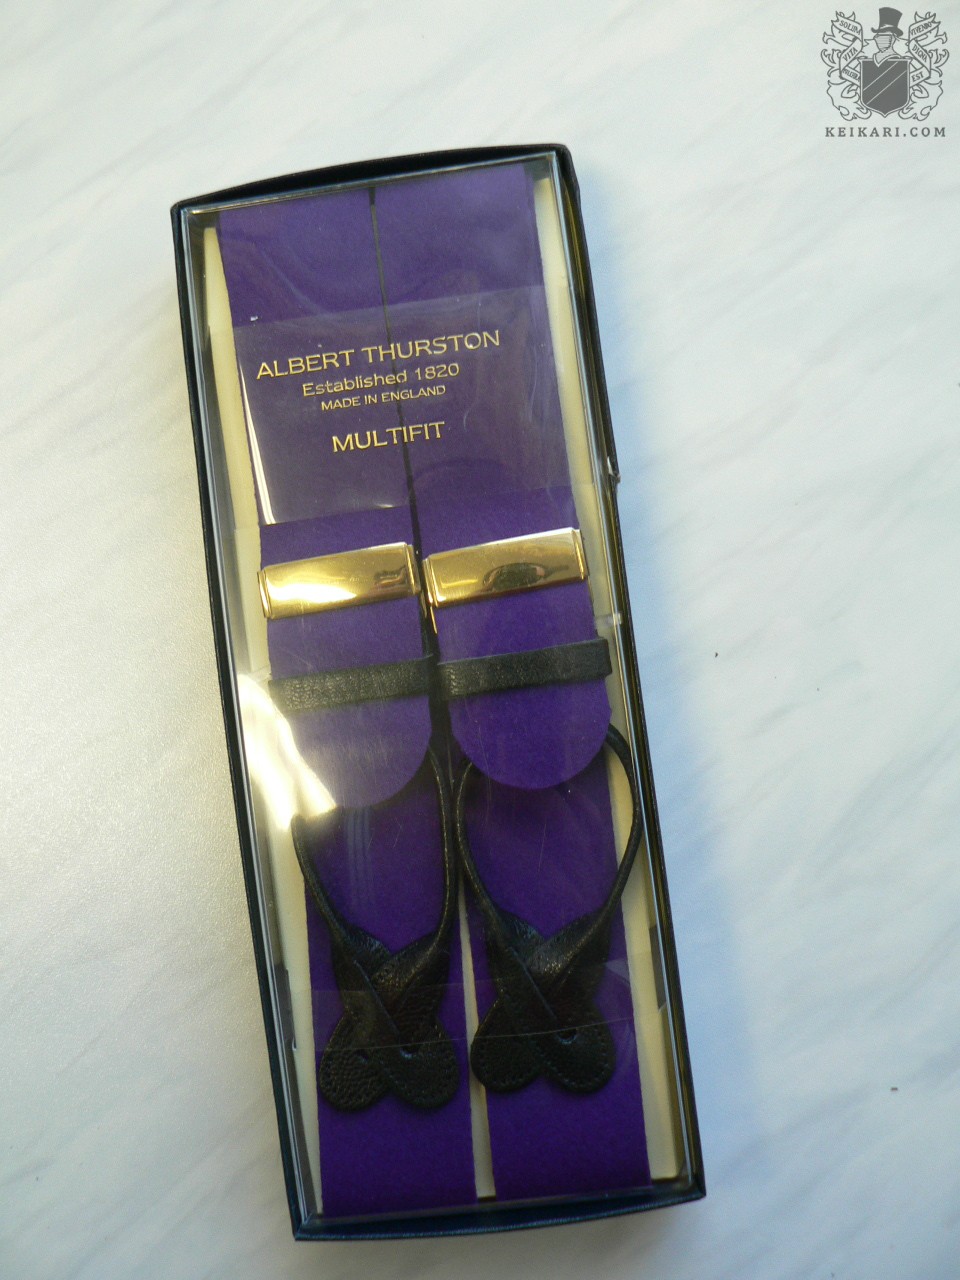 KEIKARI.COM
ALBERT THURSTON
Established 1820
MADE IN ENGLAND
MULTIFIT